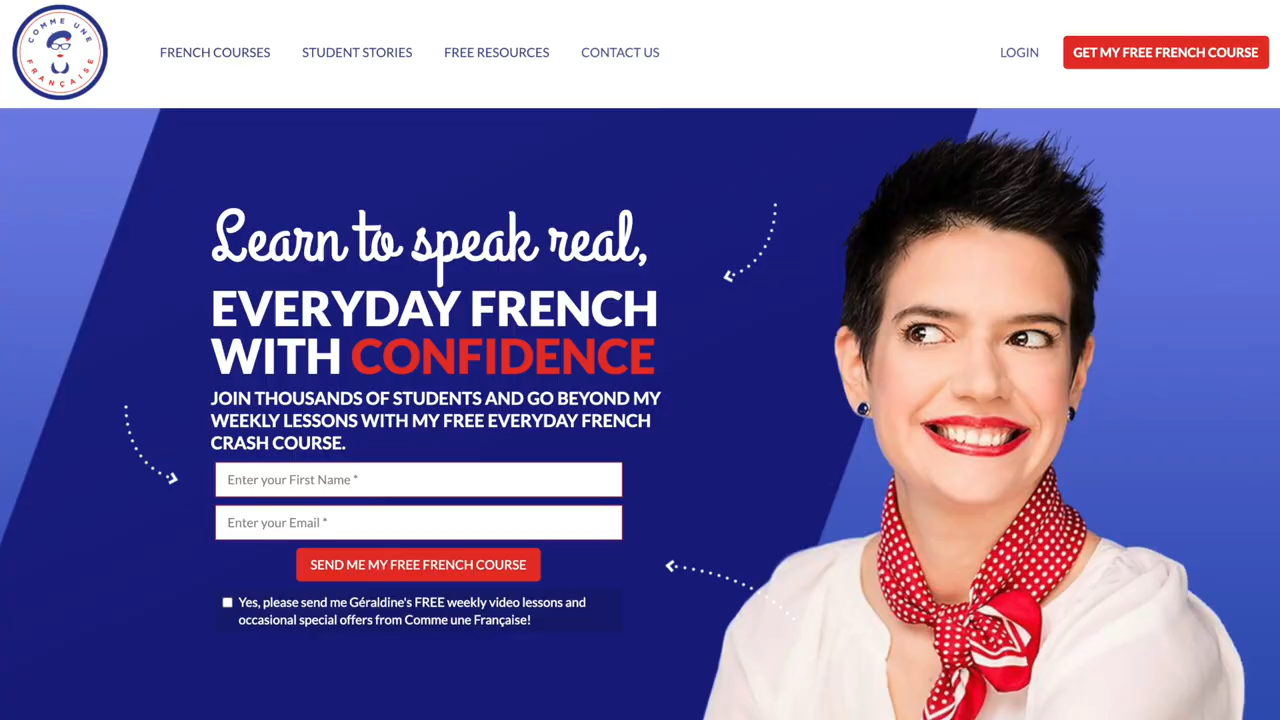 COMME UNE
FRANÇAISE
FRENCH COURSES
STUDENT STORIES
FREE RESOURCES
CONTACT US
LOGIN
GET MY FREE FRENCH COURSE
Learn to speak real,
EVERYDAY FRENCH
WITH CONFIDENCE
JOIN THOUSANDS OF STUDENTS AND GO BEYOND MY
WEEKLY LESSONS WITH MY FREE EVERYDAY FRENCH
CRASH COURSE.
Enter your First Name *
Enter your Email *
SEND ME MY FREE FRENCH COURSE
Yes, please send me Géraldine's FREE weekly video lessons and
occasional special offers from Comme une Française!